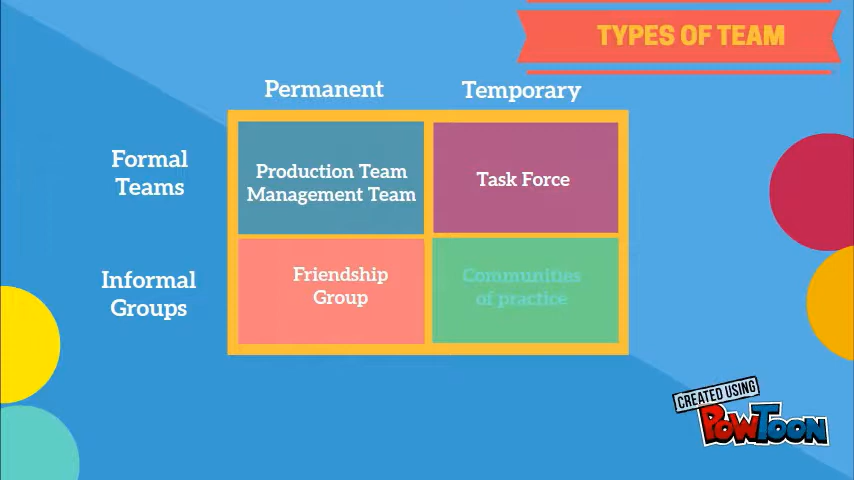 TYPES OF TEAM
Permanent
Temporary
Formal
Teams
Production Team
Management Team
Task Force
Informal
Groups
Friendship
Group
Communities
of practice
CREATED USING
POWTOON